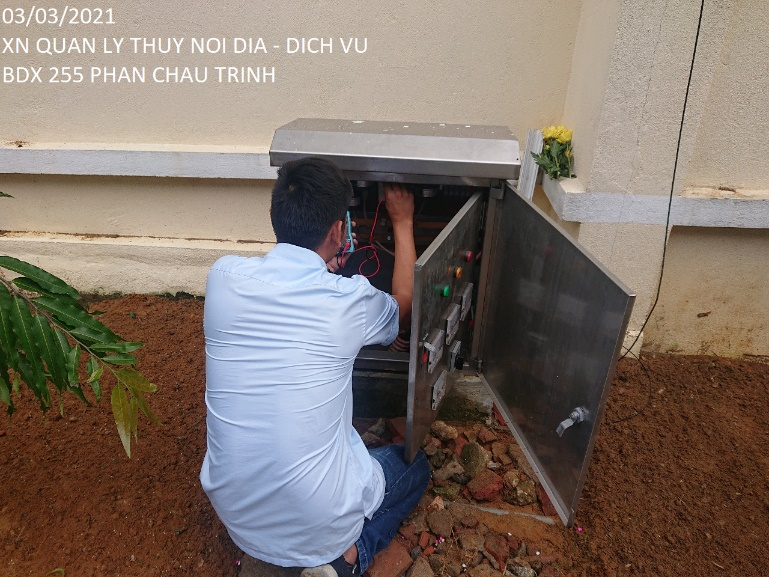 03/03/2021
XN QUAN LY THUY NOI DIA - DICH VU
BDX 255 PHAN CHAU TRINH